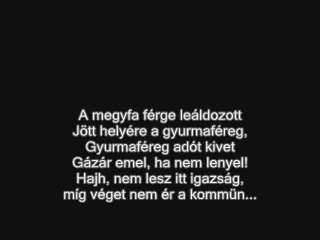 A megyfa férge leáldozott
Jött helyére a gyurmaféreg,
Gyurmaféreg adót kivet
Gázár emel, ha nem lenyel!
Hajh, nem lesz itt igazság,
míg véget nem ér a kommün...